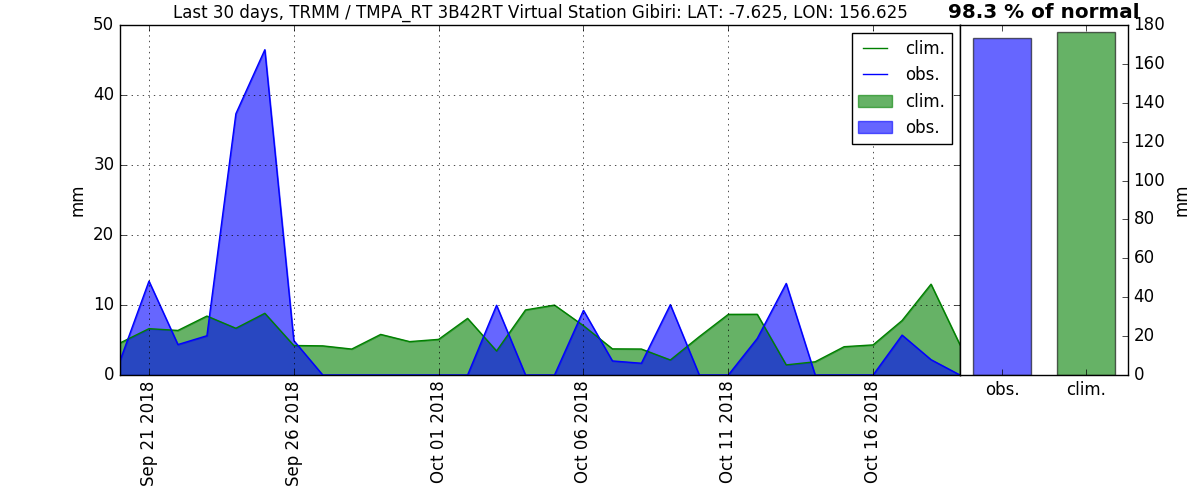 Last 30 days, TRMM / TMPA_RT 3B42RT Virtual Station Gibiri: LAT: -7.625, LON: 156.625
98.3 % of normal
50
40
30
20
10
0
mm
clim.
obs.
clim.
obs.
180
160
140
120
100
80
60
40
20
0
mm
obs.
clim.
Sep 21 2018
Sep 26 2018
Oct 01 2018
Oct 06 2018
Oct 11 2018
Oct 16 2018